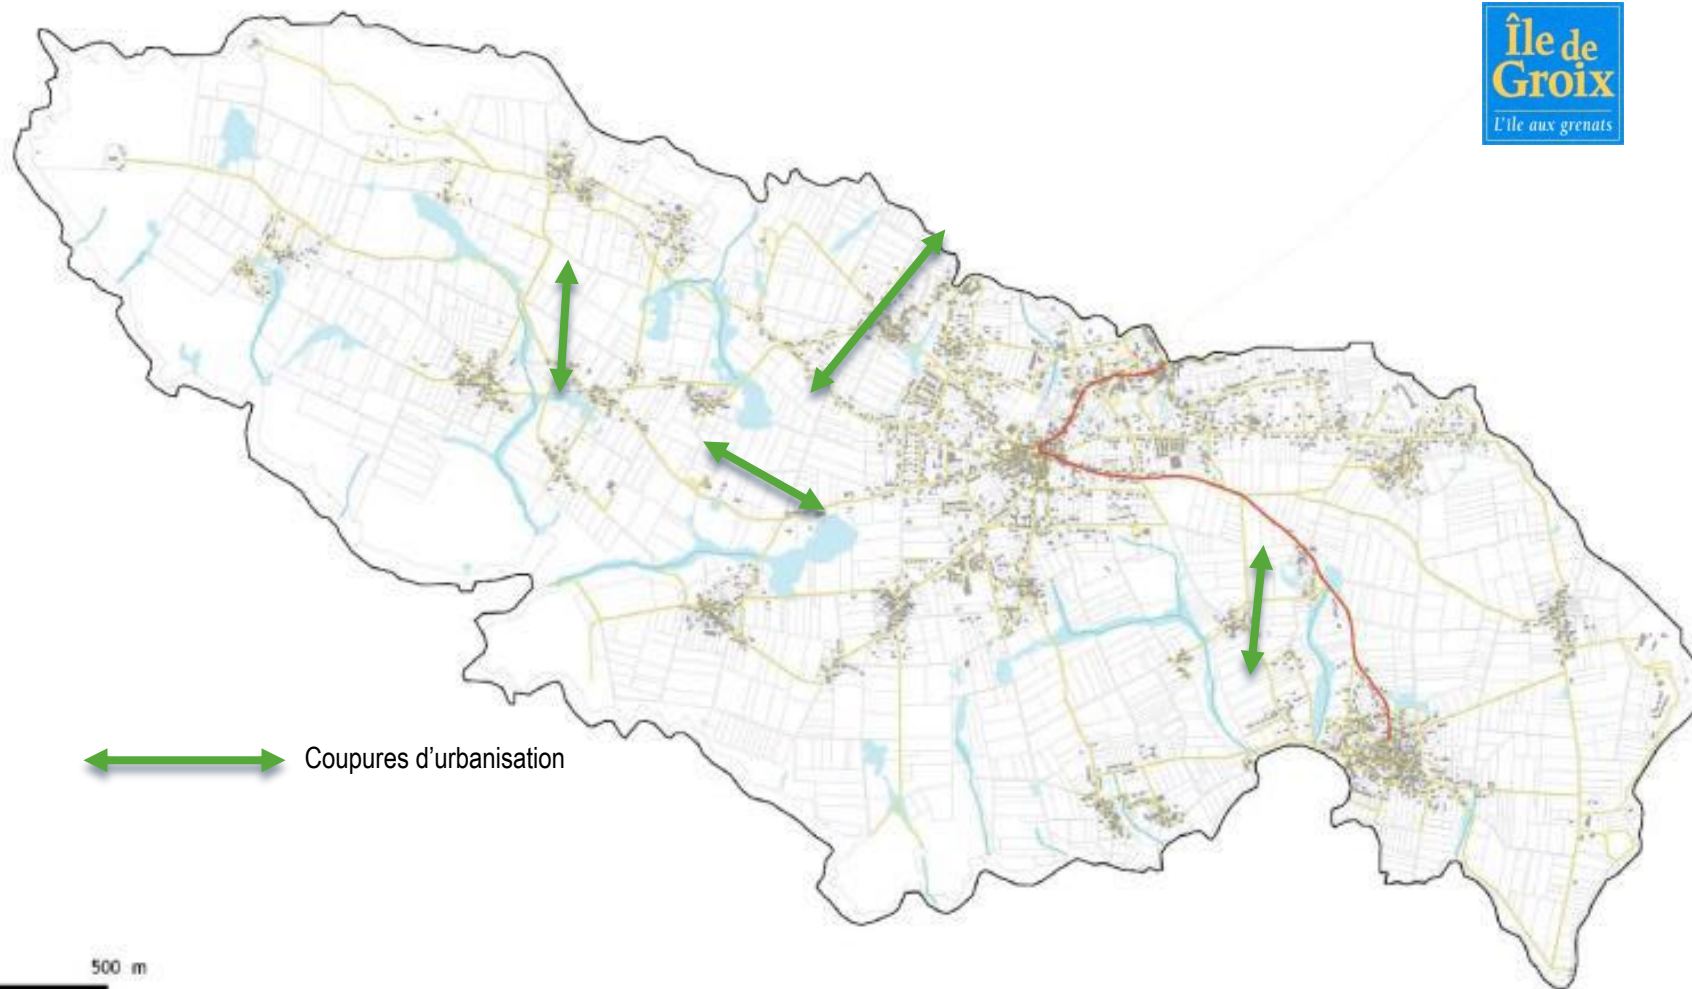 Île de
Groix
L'île aux grenats
Coupures d'urbanisation
500 m